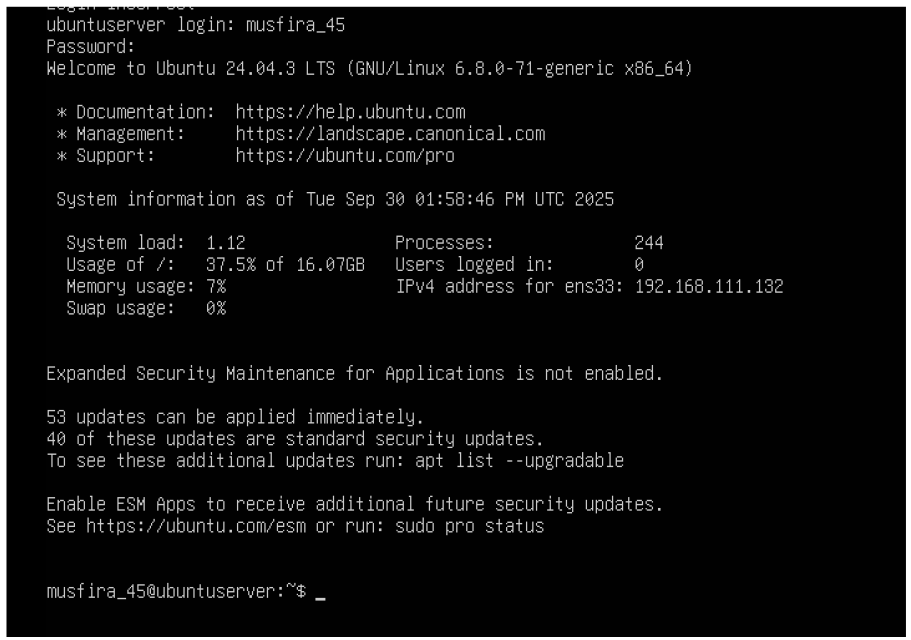 Login incorrect
ubuntuserver login: musfira_45
Password:
Welcome to Ubuntu 24.04.3 LTS (GNU/Linux 6.8.0-71-generic x86_64)
* Documentation:  https://help.ubuntu.com
* Management:     https://landscape.canonical.com
* Support:        https://ubuntu.com/pro
System information as of Tue Sep 30 01:58:46 PM UTC 2025
System load:  1.12               Processes:              244
Usage of /:   37.5% of 16.07GB   Users logged in:        0
Memory usage: 7%                 IPv4 address for ens33: 192.168.111.132
Swap usage:   0%
Expanded Security Maintenance for Applications is not enabled.
53 updates can be applied immediately.
40 of these updates are standard security updates.
To see these additional updates run: apt list --upgradable
Enable ESM Apps to receive additional future security updates.
See https://ubuntu.com/esm or run: sudo pro status
musfira_45@ubuntuserver:~$ _